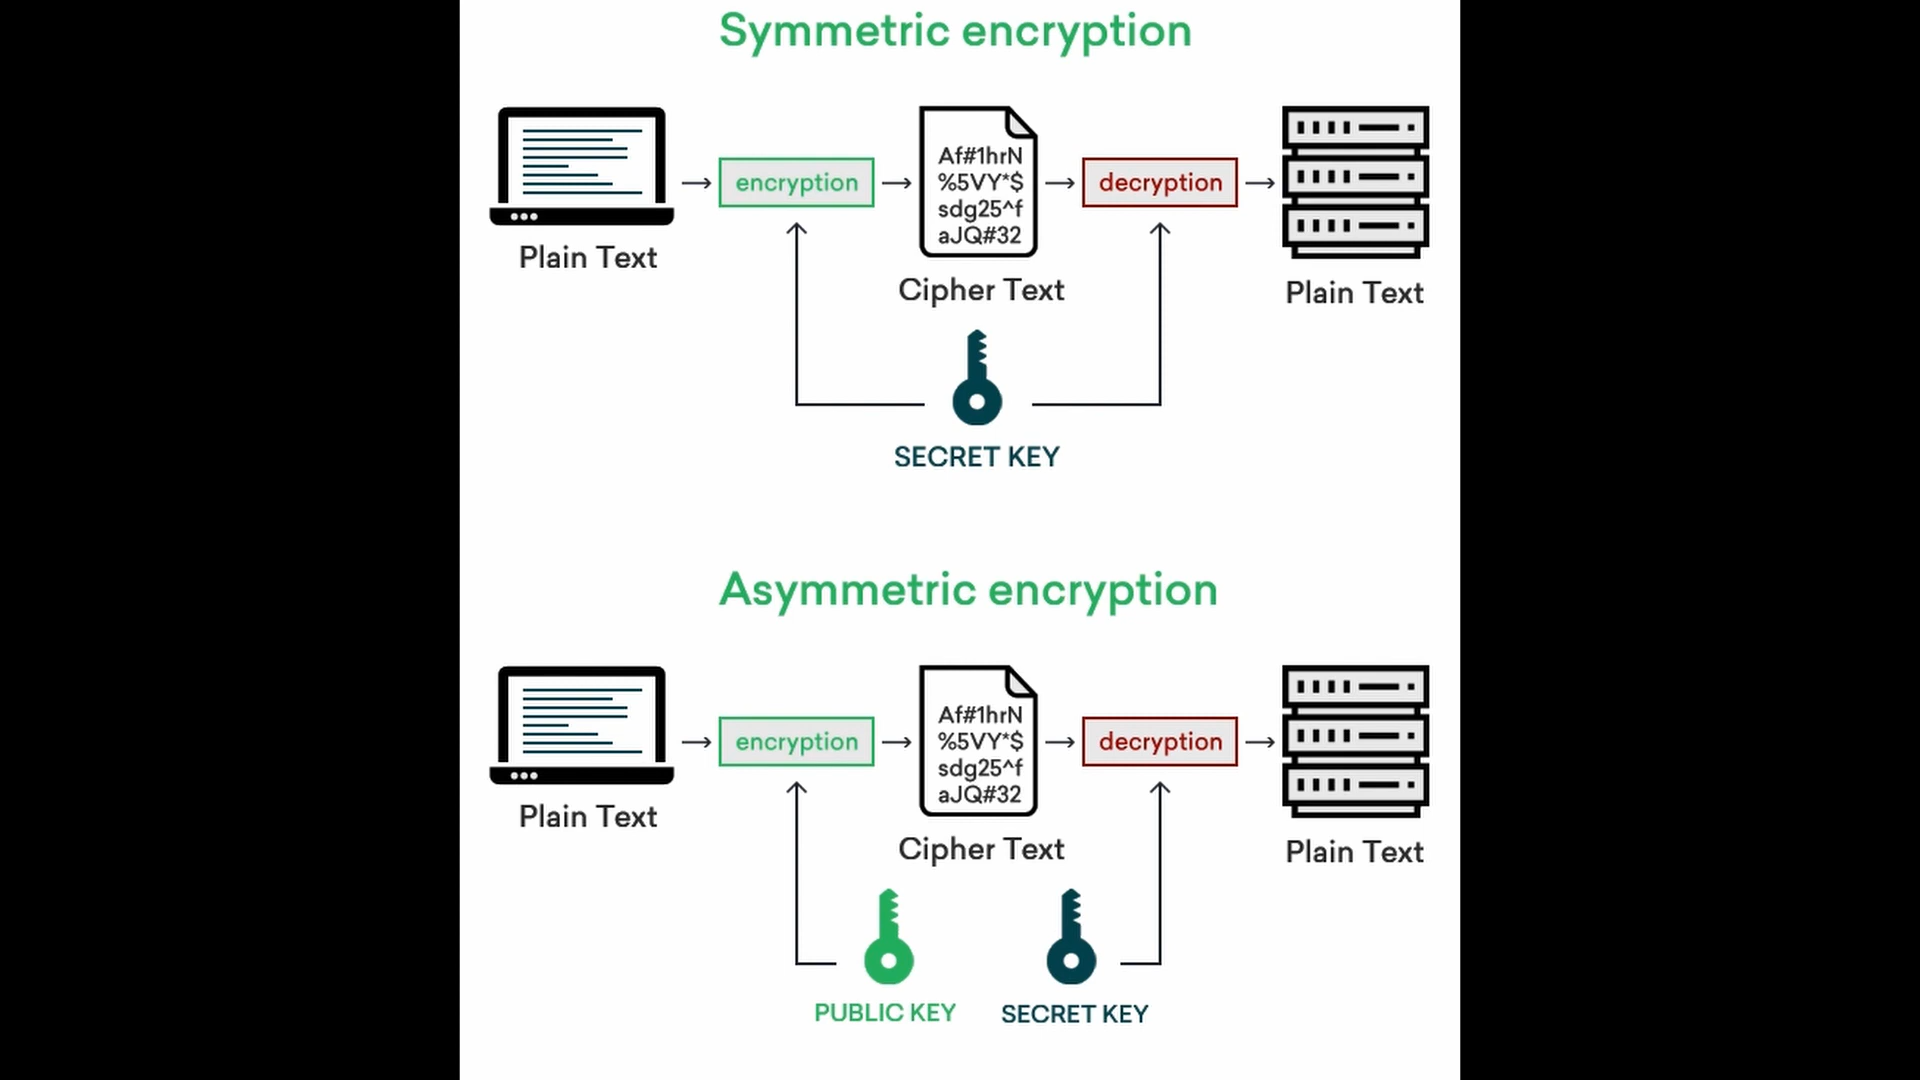 Symmetric encryption
encryption
decryption
Af#1hrN
%5VY*$
sdg25^f
aJQ#32
Plain Text
Cipher Text
Plain Text
SECRET KEY
Asymmetric encryption
encryption
decryption
Af#1hrN
%5VY*$
sdg25^f
aJQ#32
Plain Text
Cipher Text
Plain Text
PUBLIC KEY
SECRET KEY